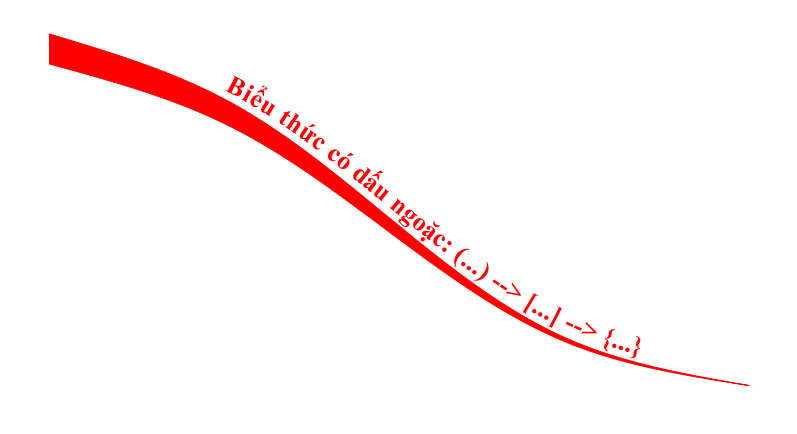 Biểu thức có dấu ngoặc: (...) --> [...] --> {...}